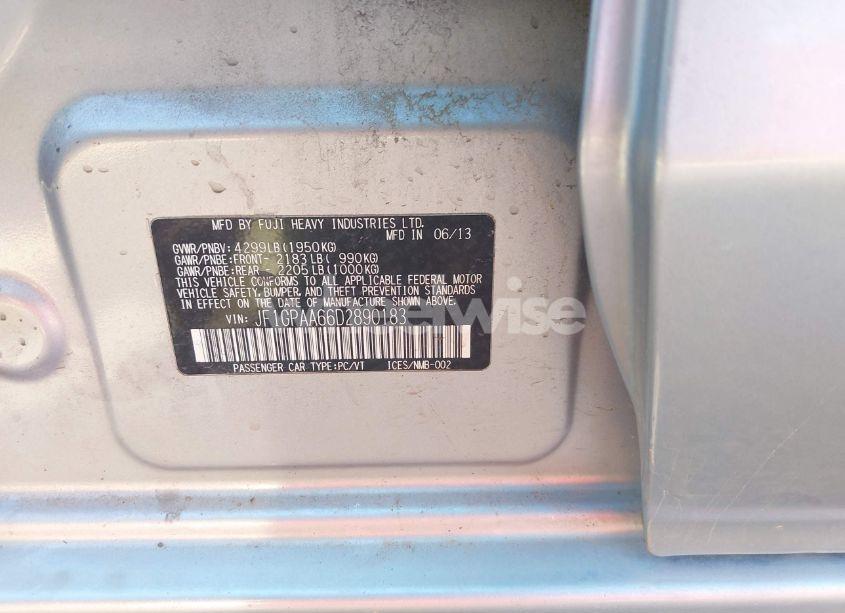 MFD BY FUJI HEAVY INDUSTRIES LTD.
MFD IN 06/13
GVWR/PNBV: 4299LB(1950KG)
GAWR/PNBE:FRONT- 2183LB( 990KG)
GAWR/PNBE:REAR - 2205LB(1000KG)
THIS VEHICLE CONFORMS TO ALL APPLICABLE FEDERAL MOTOR
VEHICLE SAFETY, BUMPER, AND THEFT PREVENTION STANDARDS
IN EFFECT ON THE DATE OF MANUFACTURE SHOWN ABOVE.
VIN: JF1GPAA66D2890183
PASSENGER CAR TYPE:PC/VT ICES/NMB-002